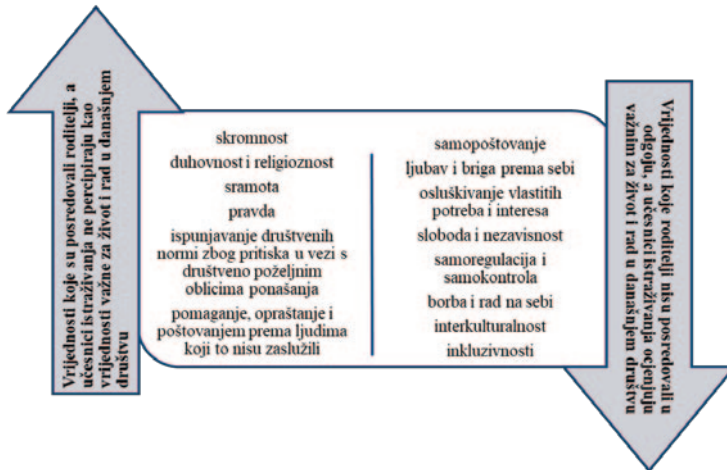 Vrijednosti koje su posredovali roditelji, a
učesnici istraživanja ne percipiraju kao
vrijednosti važne za život i rad u današnjem
društvu
skromnost
duhovnost i religioznost
sramota
pravda
ispunjavanje društvenih
normi zbog pritiska u vezi s
društveno poželjnim
oblicima ponašanja
pomaganje, opraštanje i
poštovanjem prema ljudima
koji to nisu zaslužili
samopoštovanje
ljubav i briga prema sebi
osluškivanje vlastitih
potreba i interesa
sloboda i nezavisnost
samoregulacija i
samokontrola
borba i rad na sebi
interkulturalnost
inkluzivnosti
Vrijednosti koje roditelji nisu posredovali u
odgoju, a učesnici istraživanja ocjenjuju
važnim za život i rad u današnjem društvu